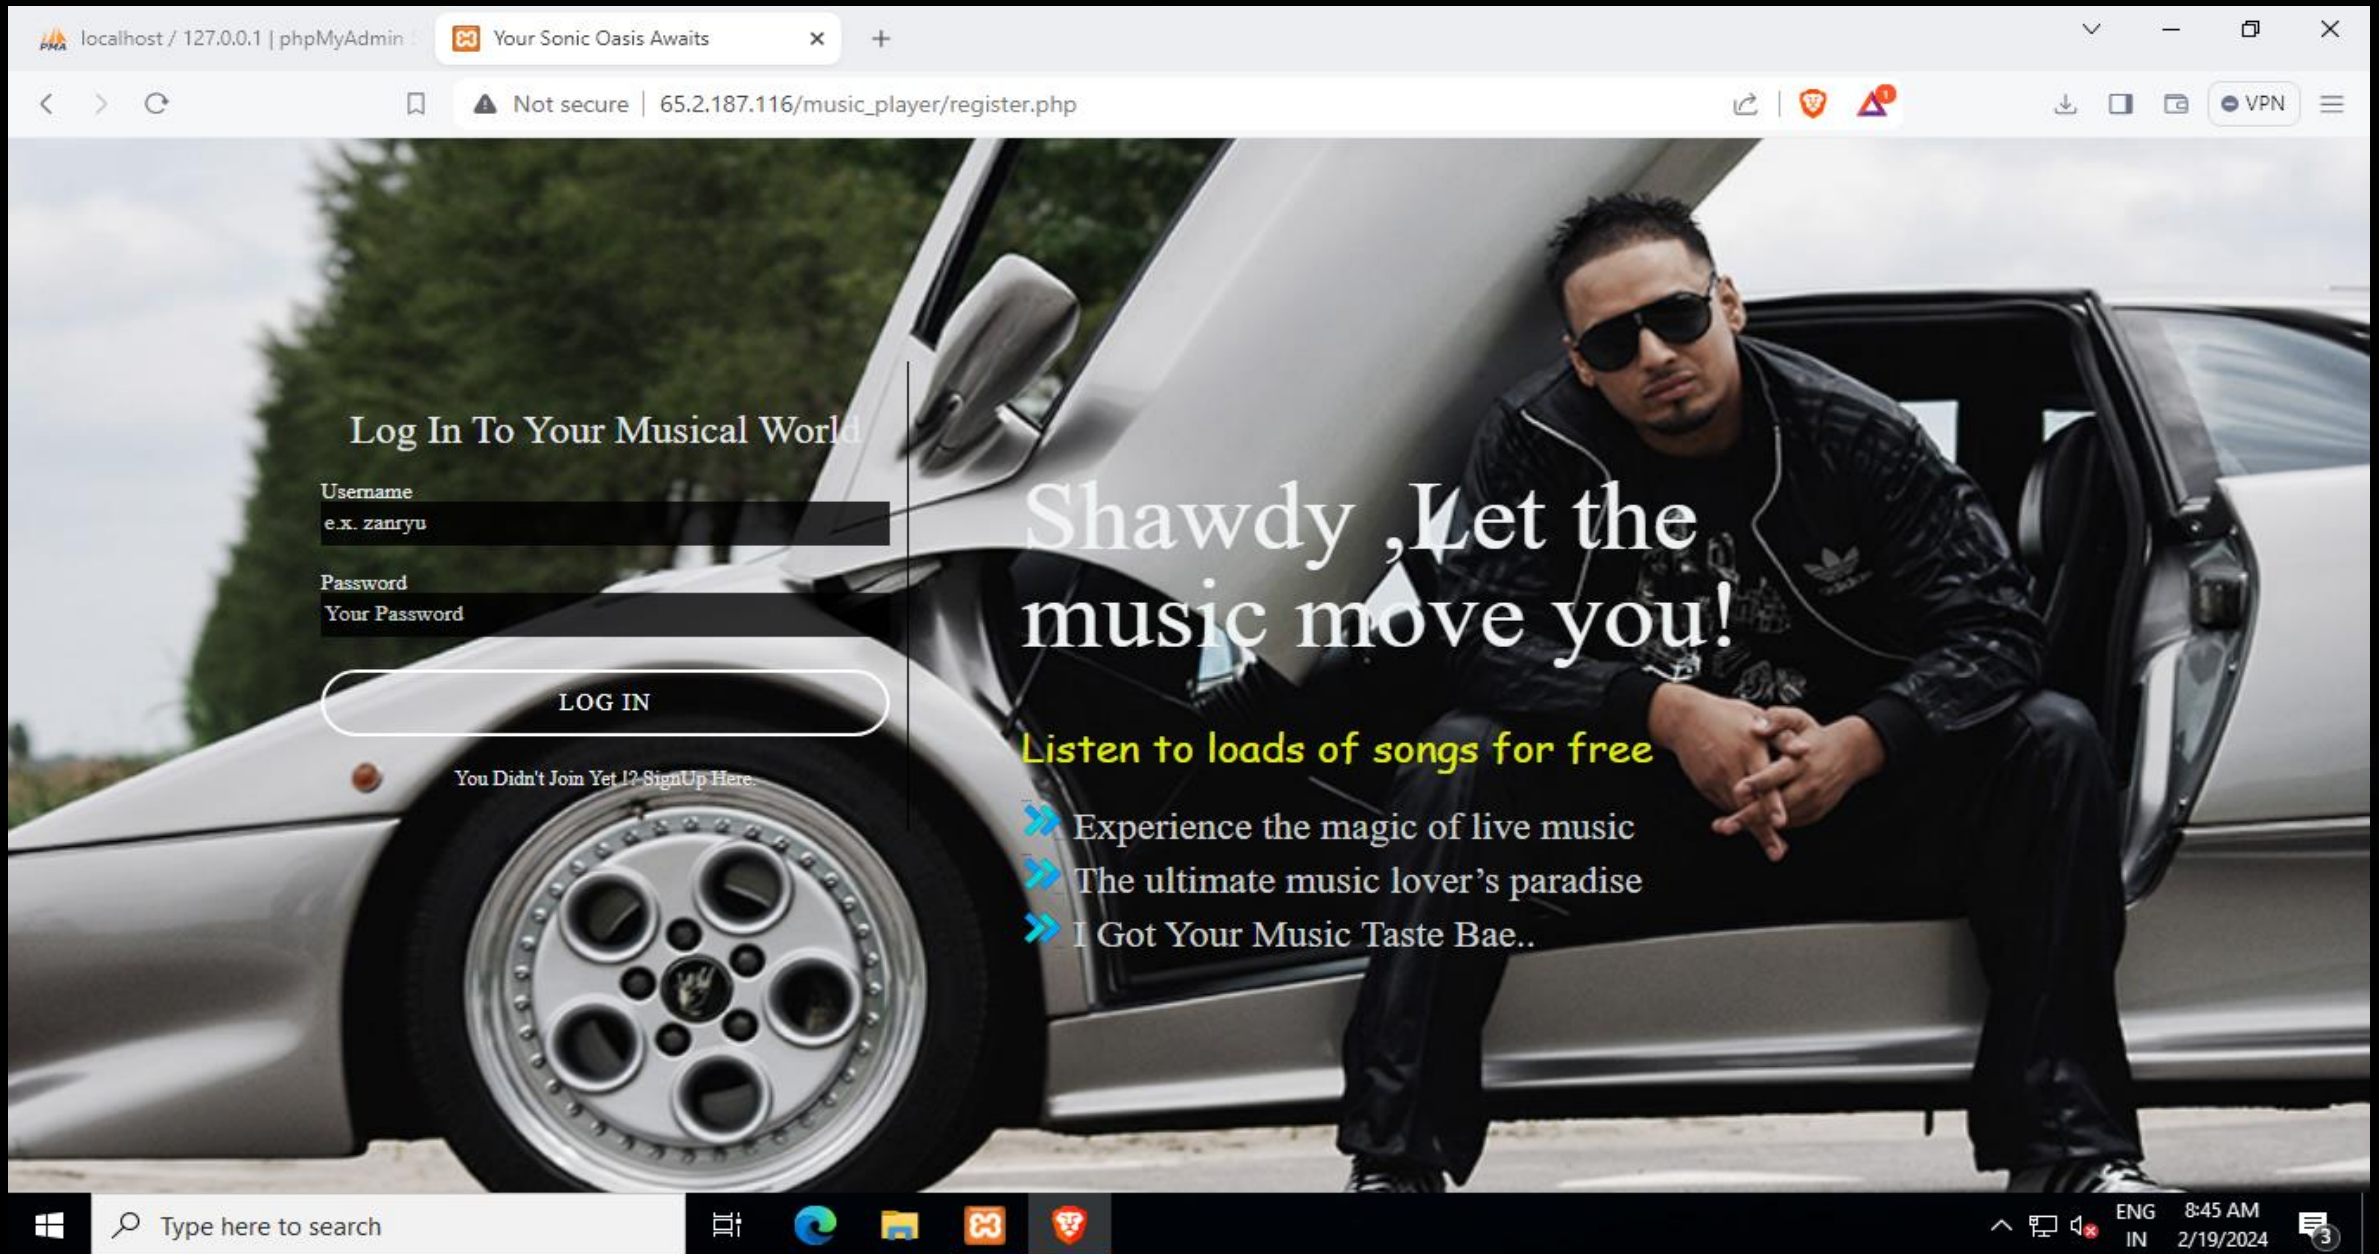 localhost / 127.0.0.1 | phpMyAdmin
Your Sonic Oasis Awaits
Not secure
65.2.187.116/music_player/register.php
1
VPN
Log In To Your Musical World
Username
e.x. zanryu
Password
Your Password
LOG IN
You Didn't Join Yet !? SignUp Here.
Shawdy ,Let the
music move you!
Listen to loads of songs for free
Experience the magic of live music
The ultimate music lover’s paradise
I Got Your Music Taste Bae..
adidas
Type here to search
ENG
IN
8:45 AM
2/19/2024
3